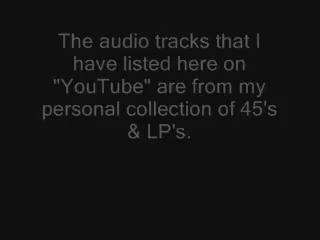 The audio tracks that I
have listed here on
"YouTube" are from my
personal collection of 45's
& LP's.